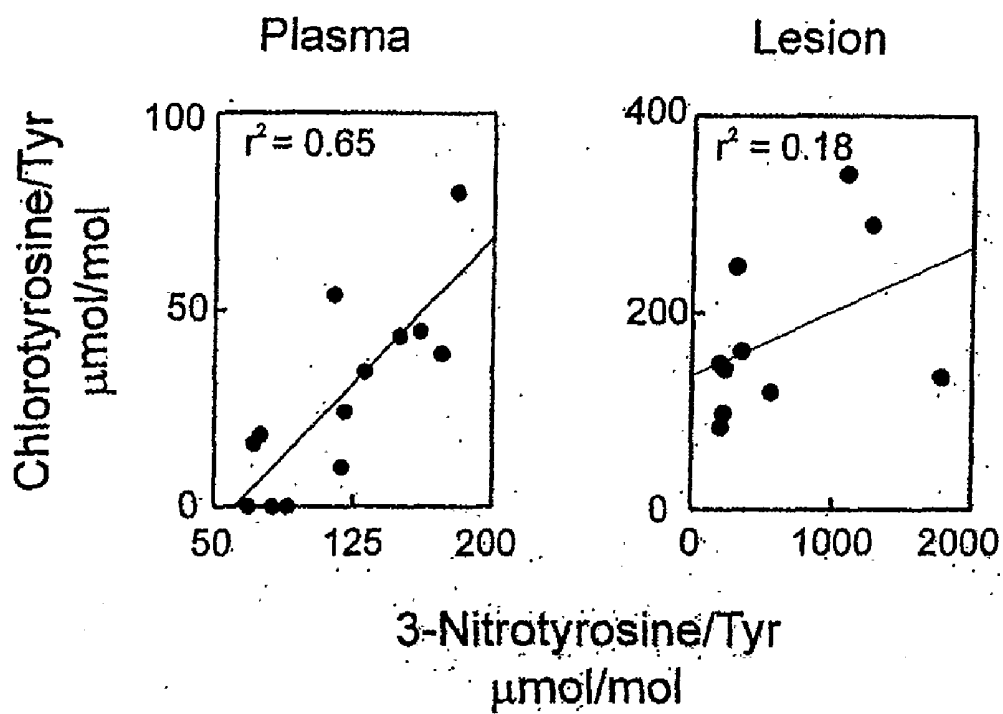 Plasma
Lesion
Chlorotyrosine/Tyr
μmol/mol
100
50
0
r² = 0.65
50
125
200
400
200
0
r² = 0.18
0
1000
2000
3-Nitrotyrosine/Tyr
μmol/mol